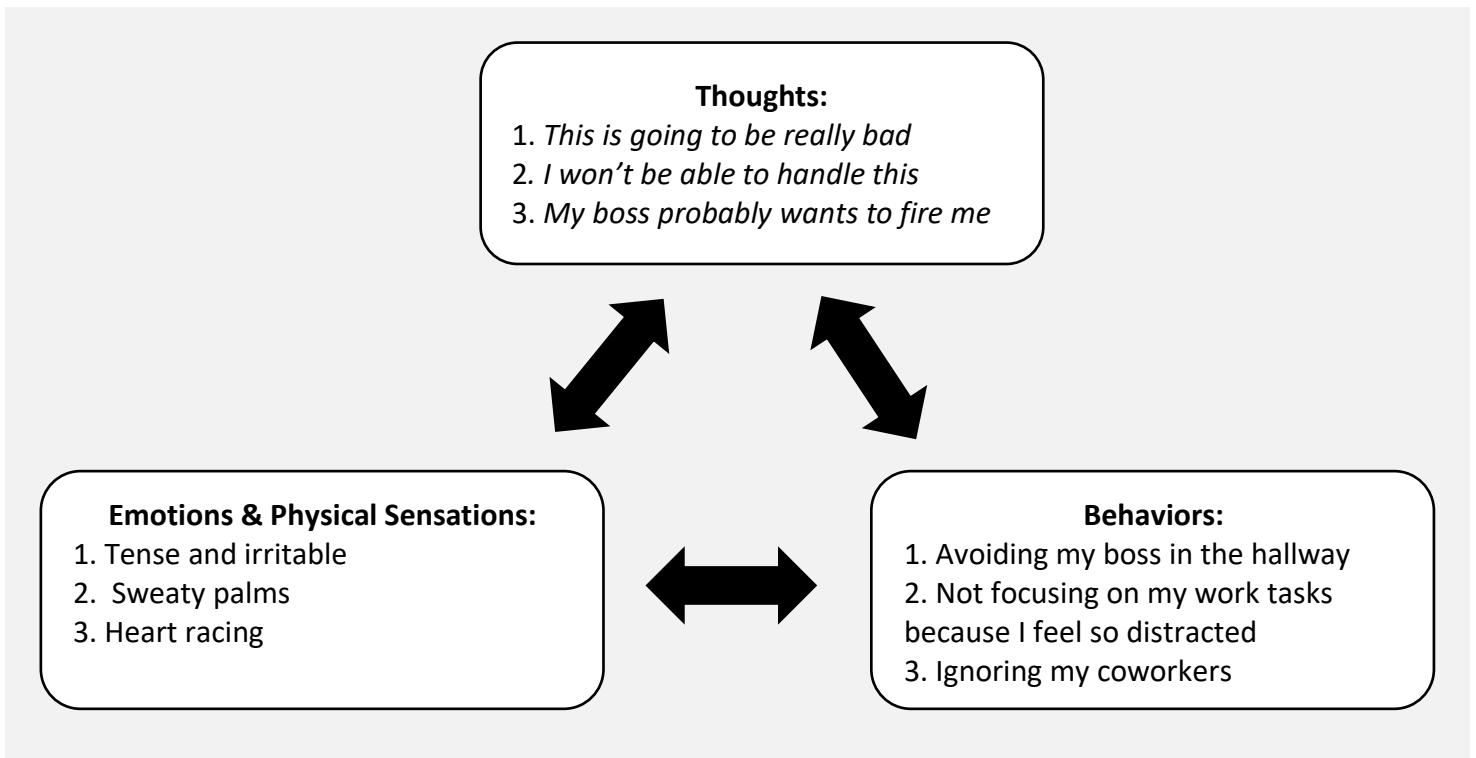 Thoughts:
1. This is going to be really bad
2. I won’t be able to handle this
3. My boss probably wants to fire me
Emotions & Physical Sensations:
1. Tense and irritable
2.  Sweaty palms
3. Heart racing
Behaviors:
1. Avoiding my boss in the hallway
2. Not focusing on my work tasks
because I feel so distracted
3. Ignoring my coworkers